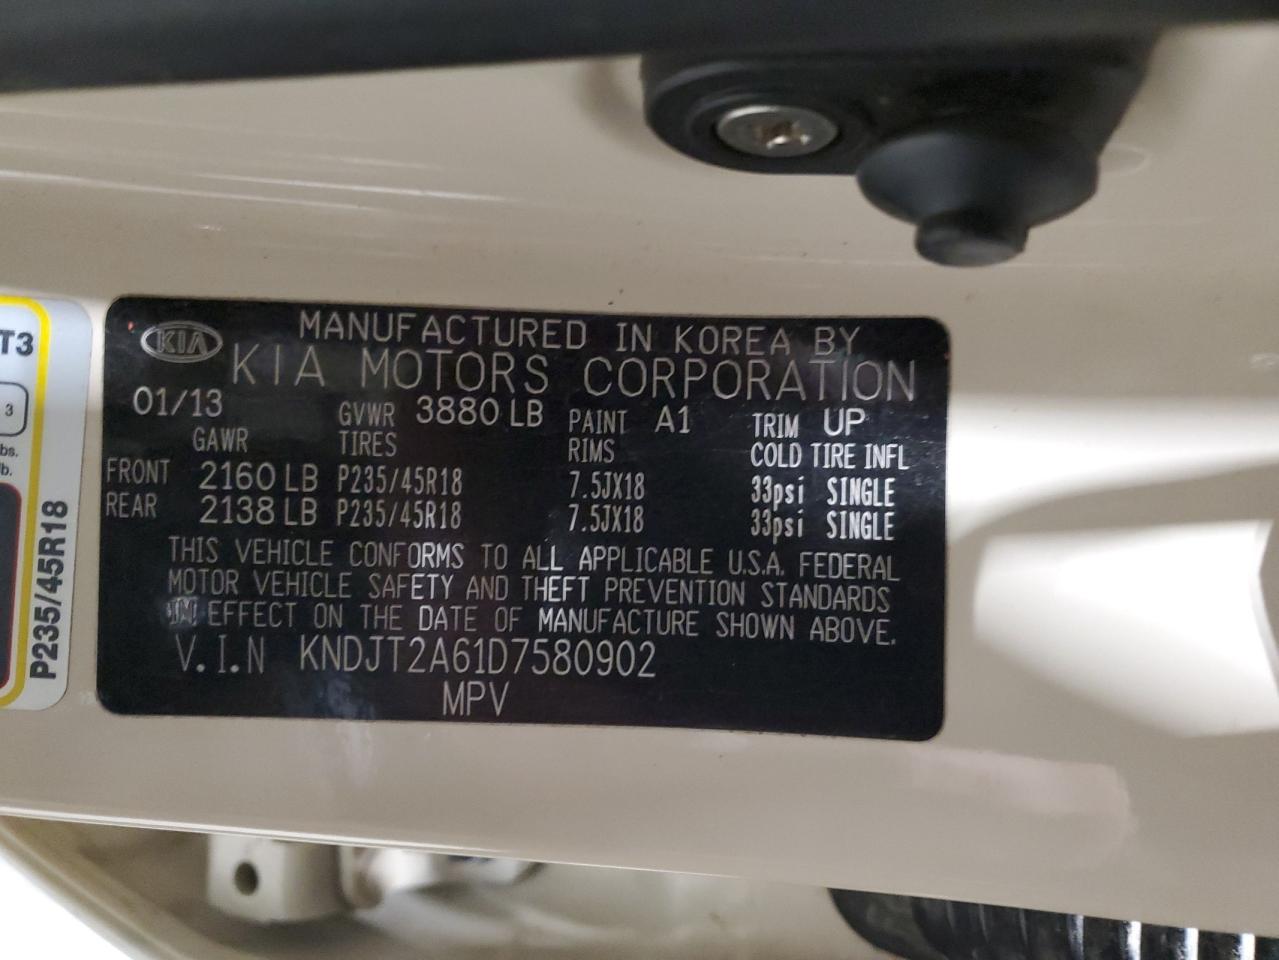 KIA
MANUFACTURED IN KOREA BY
KIA MOTORS CORPORATION
01/13 GVWR 3880 LB PAINT A1 TRIM UP
GAWR TIRES RIMS COLD TIRE INFL
FRONT 2160 LB P235/45R18 7.5JX18 33psi SINGLE
REAR 2138 LB P235/45R18 7.5JX18 33psi SINGLE
THIS VEHICLE CONFORMS TO ALL APPLICABLE U.S.A. FEDERAL
MOTOR VEHICLE SAFETY AND THEFT PREVENTION STANDARDS
IN EFFECT ON THE DATE OF MANUFACTURE SHOWN ABOVE.
V.I.N KNDJT2A61D7580902
MPV
T3
3
bs.
b.
P235/45R18